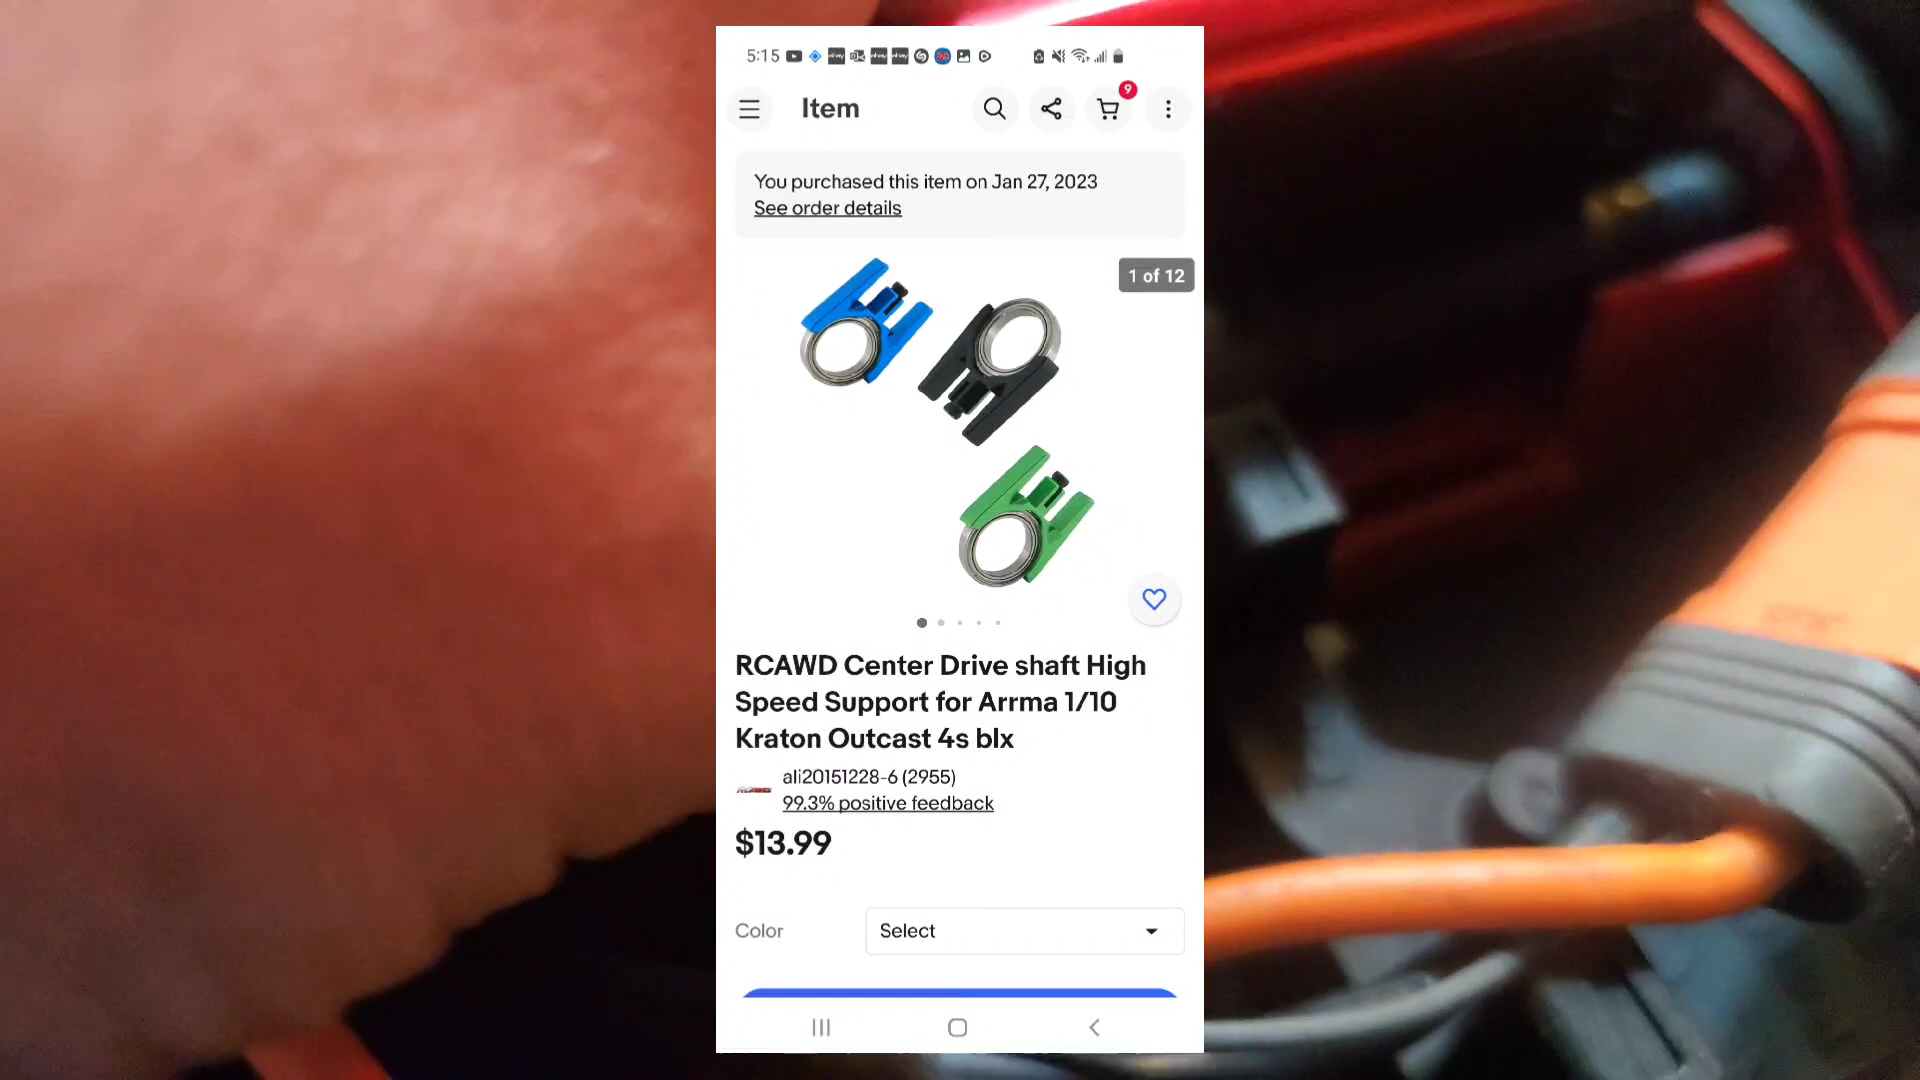 5:15
Item
9
You purchased this item on Jan 27, 2023
See order details
1 of 12
RCAWD Center Drive shaft High
Speed Support for Arrma 1/10
Kraton Outcast 4s blx
ali20151228-6 (2955)
99.3% positive feedback
$13.99
Color
Select